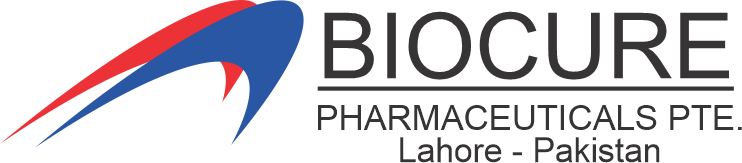 BIOCURE
PHARMACEUTICALS PTE.
Lahore - Pakistan